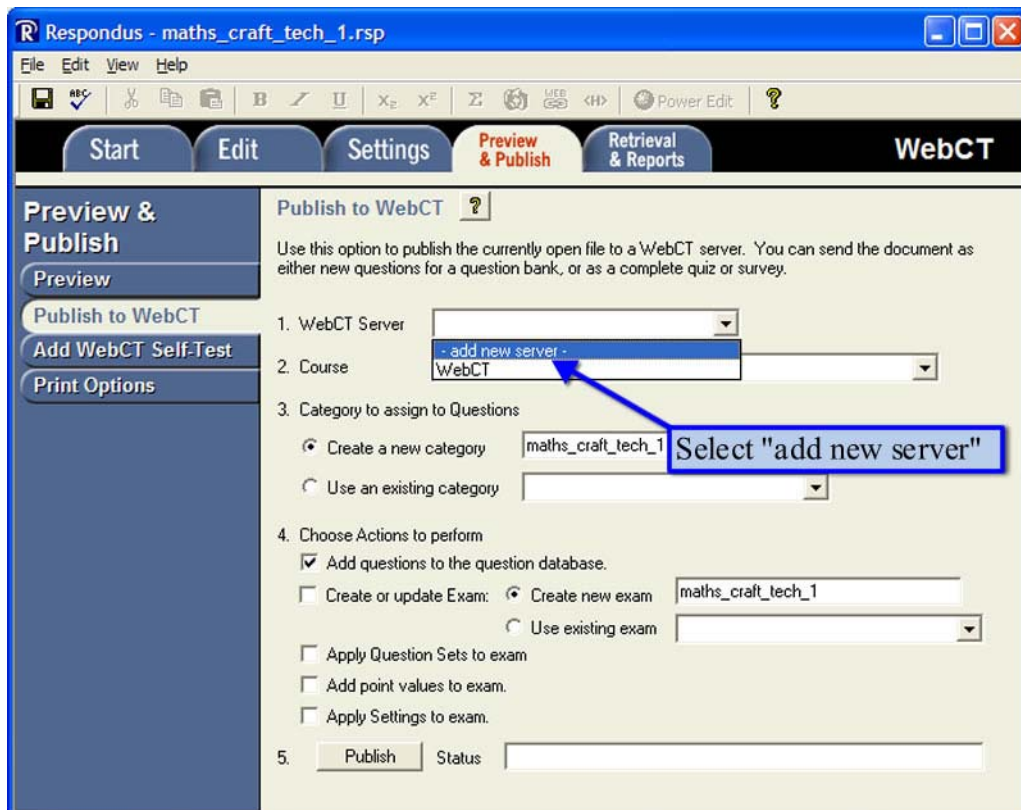 Respondus - maths_craft_tech_1.rsp
File Edit View Help
ABC B I U X₂ X² Σ WEB <H> Power Edit ?
Start Edit Settings Preview & Publish Retrieval & Reports WebCT
Preview & Publish
Preview
Publish to WebCT
Add WebCT Self-Test
Print Options
Publish to WebCT ?
Use this option to publish the currently open file to a WebCT server. You can send the document as
either new questions for a question bank, or as a complete quiz or survey.
1. WebCT Server
- add new server -
WebCT
2. Course
3. Category to assign to Questions
Create a new category maths_craft_tech_1
Select "add new server"
Use an existing category
4. Choose Actions to perform
Add questions to the question database.
Create or update Exam: Create new exam maths_craft_tech_1
Use existing exam
Apply Question Sets to exam
Add point values to exam.
Apply Settings to exam.
5. Publish Status